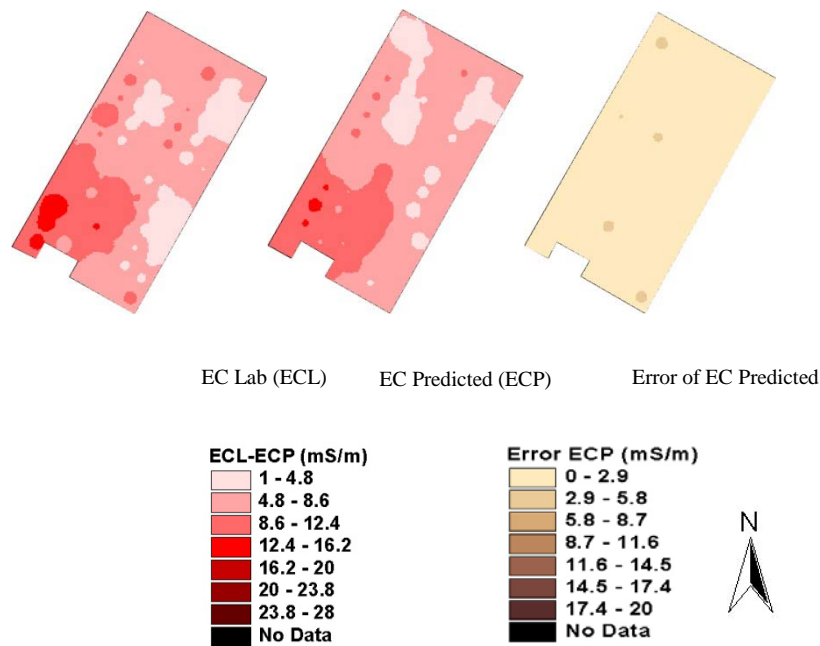 EC Lab (ECL)
EC Predicted (ECP)
Error of EC Predicted
ECL-ECP (mS/m)
1 - 4.8
4.8 - 8.6
8.6 - 12.4
12.4 - 16.2
16.2 - 20
20 - 23.8
23.8 - 28
No Data
Error ECP (mS/m)
0 - 2.9
2.9 - 5.8
5.8 - 8.7
8.7 - 11.6
11.6 - 14.5
14.5 - 17.4
17.4 - 20
No Data
N